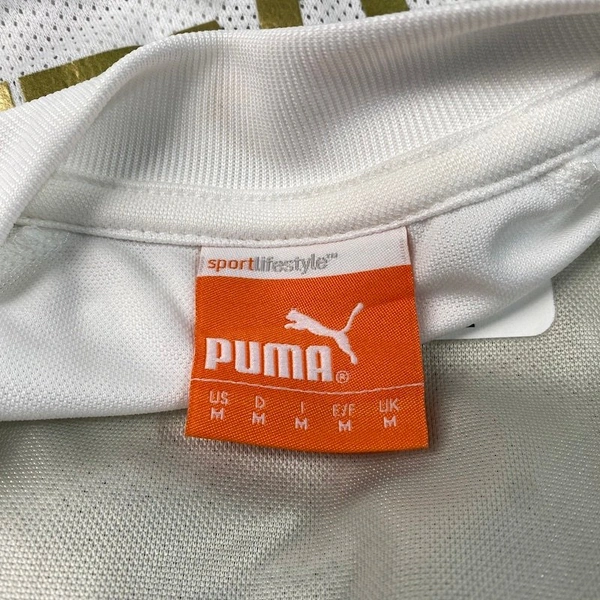 sportlifestyle™
PUMA®
US D I E/F UK
M M M M M